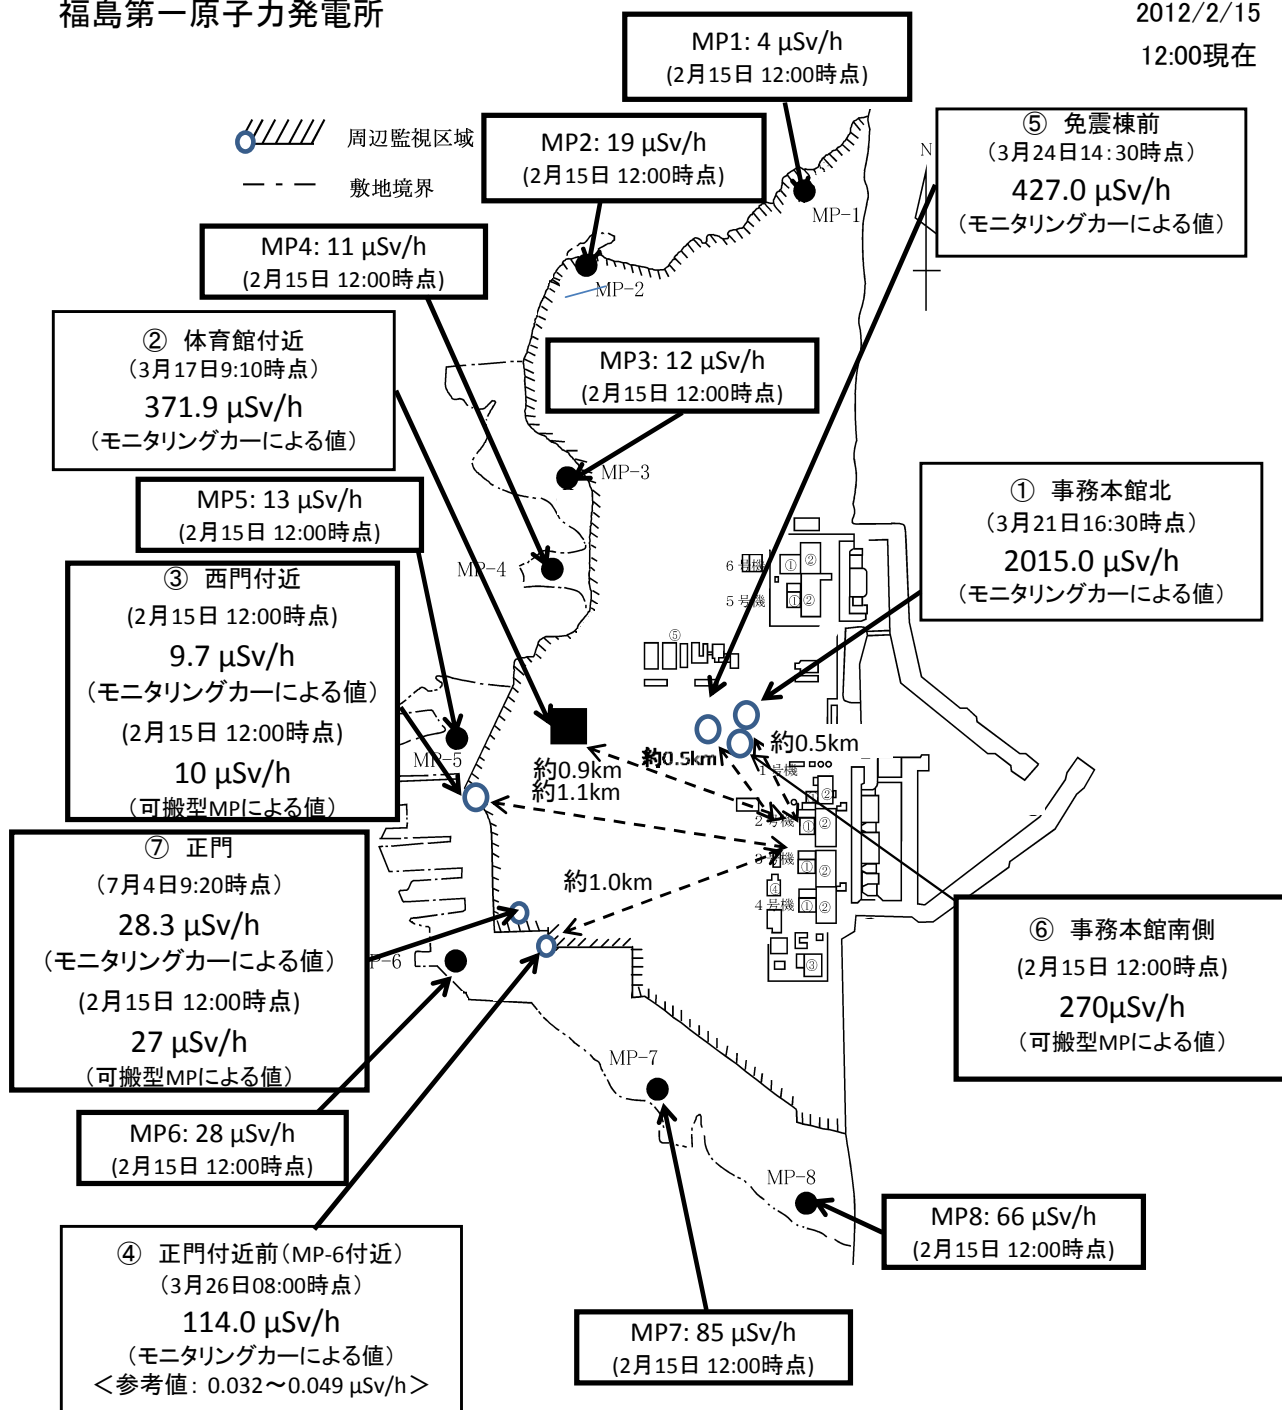 福島第一原子力発電所
2012/2/15
12:00現在
MP1: 4 μSv/h
(2月15日 12:00時点)
周辺監視区域
敷地境界
MP2: 19 μSv/h
(2月15日 12:00時点)
⑤ 免震棟前
(3月24日14:30時点)
427.0 μSv/h
(モニタリングカーによる値)
N
MP-1
MP4: 11 μSv/h
(2月15日 12:00時点)
MP-2
② 体育館付近
(3月17日9:10時点)
371.9 μSv/h
(モニタリングカーによる値)
MP3: 12 μSv/h
(2月15日 12:00時点)
MP-3
MP5: 13 μSv/h
(2月15日 12:00時点)
① 事務本館北
(3月21日16:30時点)
2015.0 μSv/h
(モニタリングカーによる値)
MP-4
6号機
①
②
5号機
①
②
⑤
③ 西門付近
(2月15日 12:00時点)
9.7 μSv/h
(モニタリングカーによる値)
(2月15日 12:00時点)
10 μSv/h
(可搬型MPによる値)
MP-5
約0.9km
約1.1km
約0.5km
約0.5km
1号機
②
2号機
①
②
3号機
①
②
④
4号機
①
②
③
約1.0km
⑦ 正門
(7月4日9:20時点)
28.3 μSv/h
(モニタリングカーによる値)
(2月15日 12:00時点)
27 μSv/h
(可搬型MPによる値)
P-6
⑥ 事務本館南側
(2月15日 12:00時点)
270μSv/h
(可搬型MPによる値)
MP-7
MP6: 28 μSv/h
(2月15日 12:00時点)
MP-8
MP8: 66 μSv/h
(2月15日 12:00時点)
④ 正門付近前(MP-6付近)
(3月26日08:00時点)
114.0 μSv/h
(モニタリングカーによる値)
<参考値: 0.032~0.049 μSv/h>
MP7: 85 μSv/h
(2月15日 12:00時点)